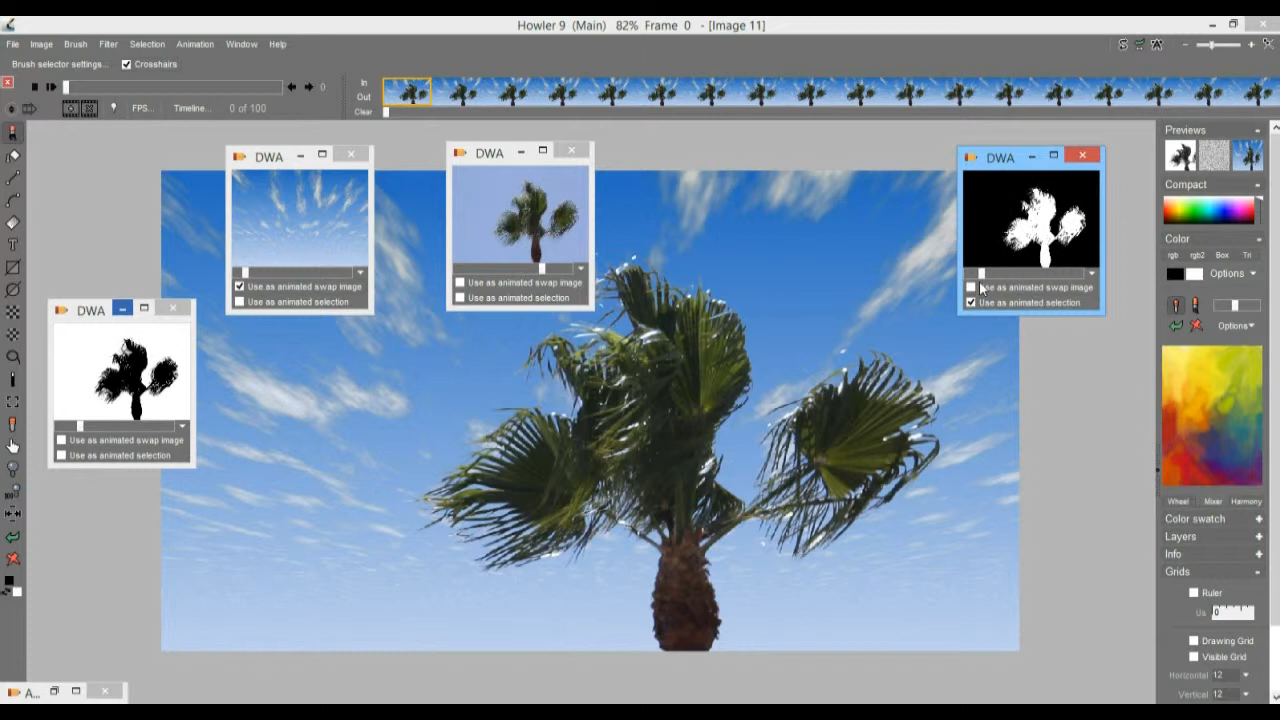 Howler 9 (Main) 82% Frame 0 - [Image 11]
File Image Brush Filter Selection Animation Window Help
Brush selector settings... Crosshairs
0
In
Out
Clear
FPS... Timeline... 0 of 100
DWA
Use as animated swap image
Use as animated selection
DWA
Use as animated swap image
Use as animated selection
DWA
Use as animated swap image
Use as animated selection
DWA
Use as animated swap image
Use as animated selection
A...
Previews
Compact
Color
rgb rgb2 Box Tri
Options
Options
Wheel Mixer Harmony
Color swatch
Layers
Info
Grids
Ruler
Us 0
Drawing Grid
Visible Grid
Horizontal 12
Vertical 12